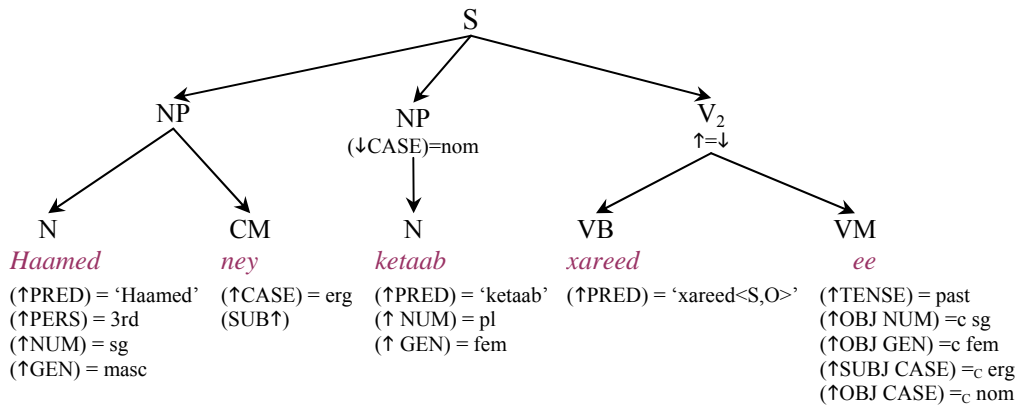 S
NP NP V₂
(↓CASE)=nom ↑=↓
N CM N VB VM
Haamed ney ketaab xareed ee
(↑PRED) = ‘Haamed’ (↑CASE) = erg (↑PRED) = ‘ketaab’ (↑PRED) = ‘xareed<S,O>’ (↑TENSE) = past
(↑PERS) = 3rd (SUB↑) (↑ NUM) = pl (↑OBJ NUM) =c sg
(↑NUM) = sg (↑ GEN) = fem (↑OBJ GEN) =c fem
(↑GEN) = masc (↑SUBJ CASE) =c erg
(↑OBJ CASE) =c nom